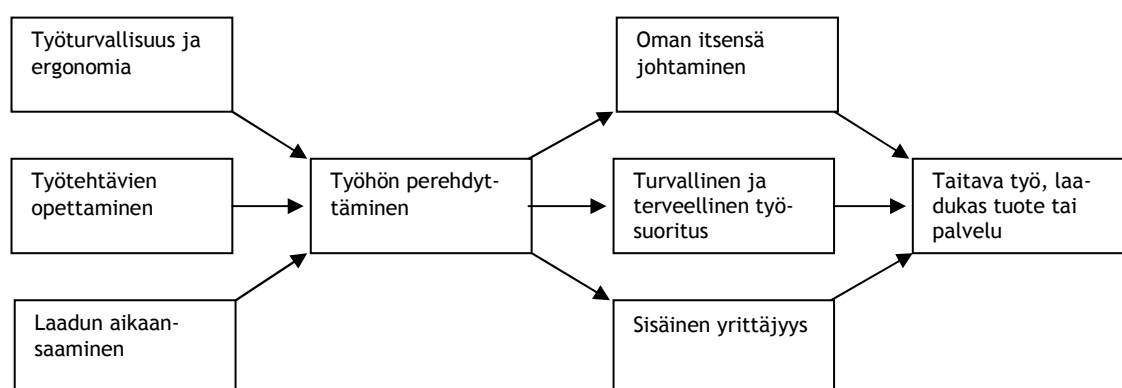 Työturvallisuus ja
ergonomia
Työtehtävien
opettaminen
Laadun aikaan-
saaminen
Työhön perehdyt-
täminen
Oman itsensä
johtaminen
Turvallinen ja
terveellinen työ-
suoritus
Sisäinen yrittäjyys
Taitava työ, laa-
dukas tuote tai
palvelu